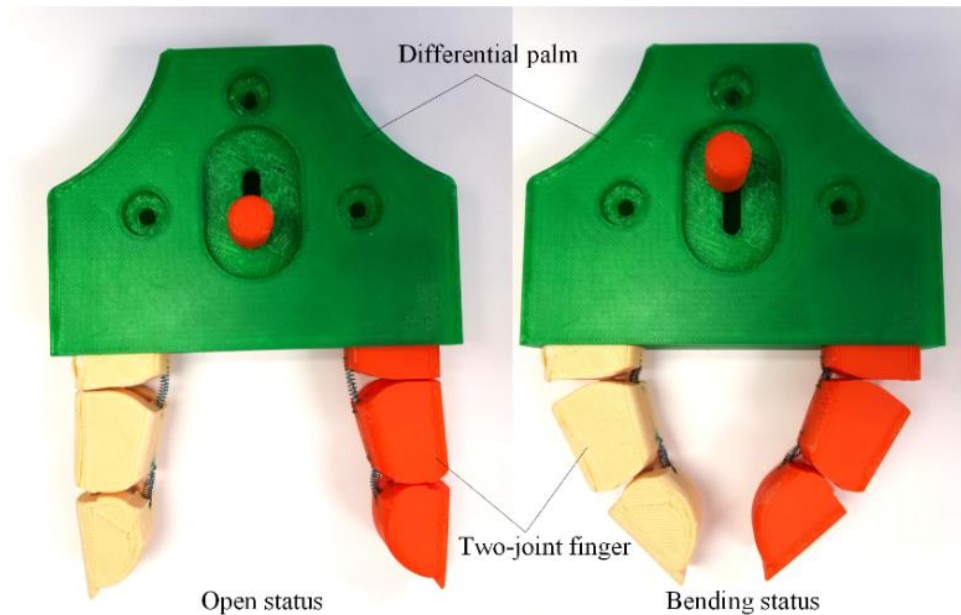 Differential palm
Two-joint finger
Open status
Bending status